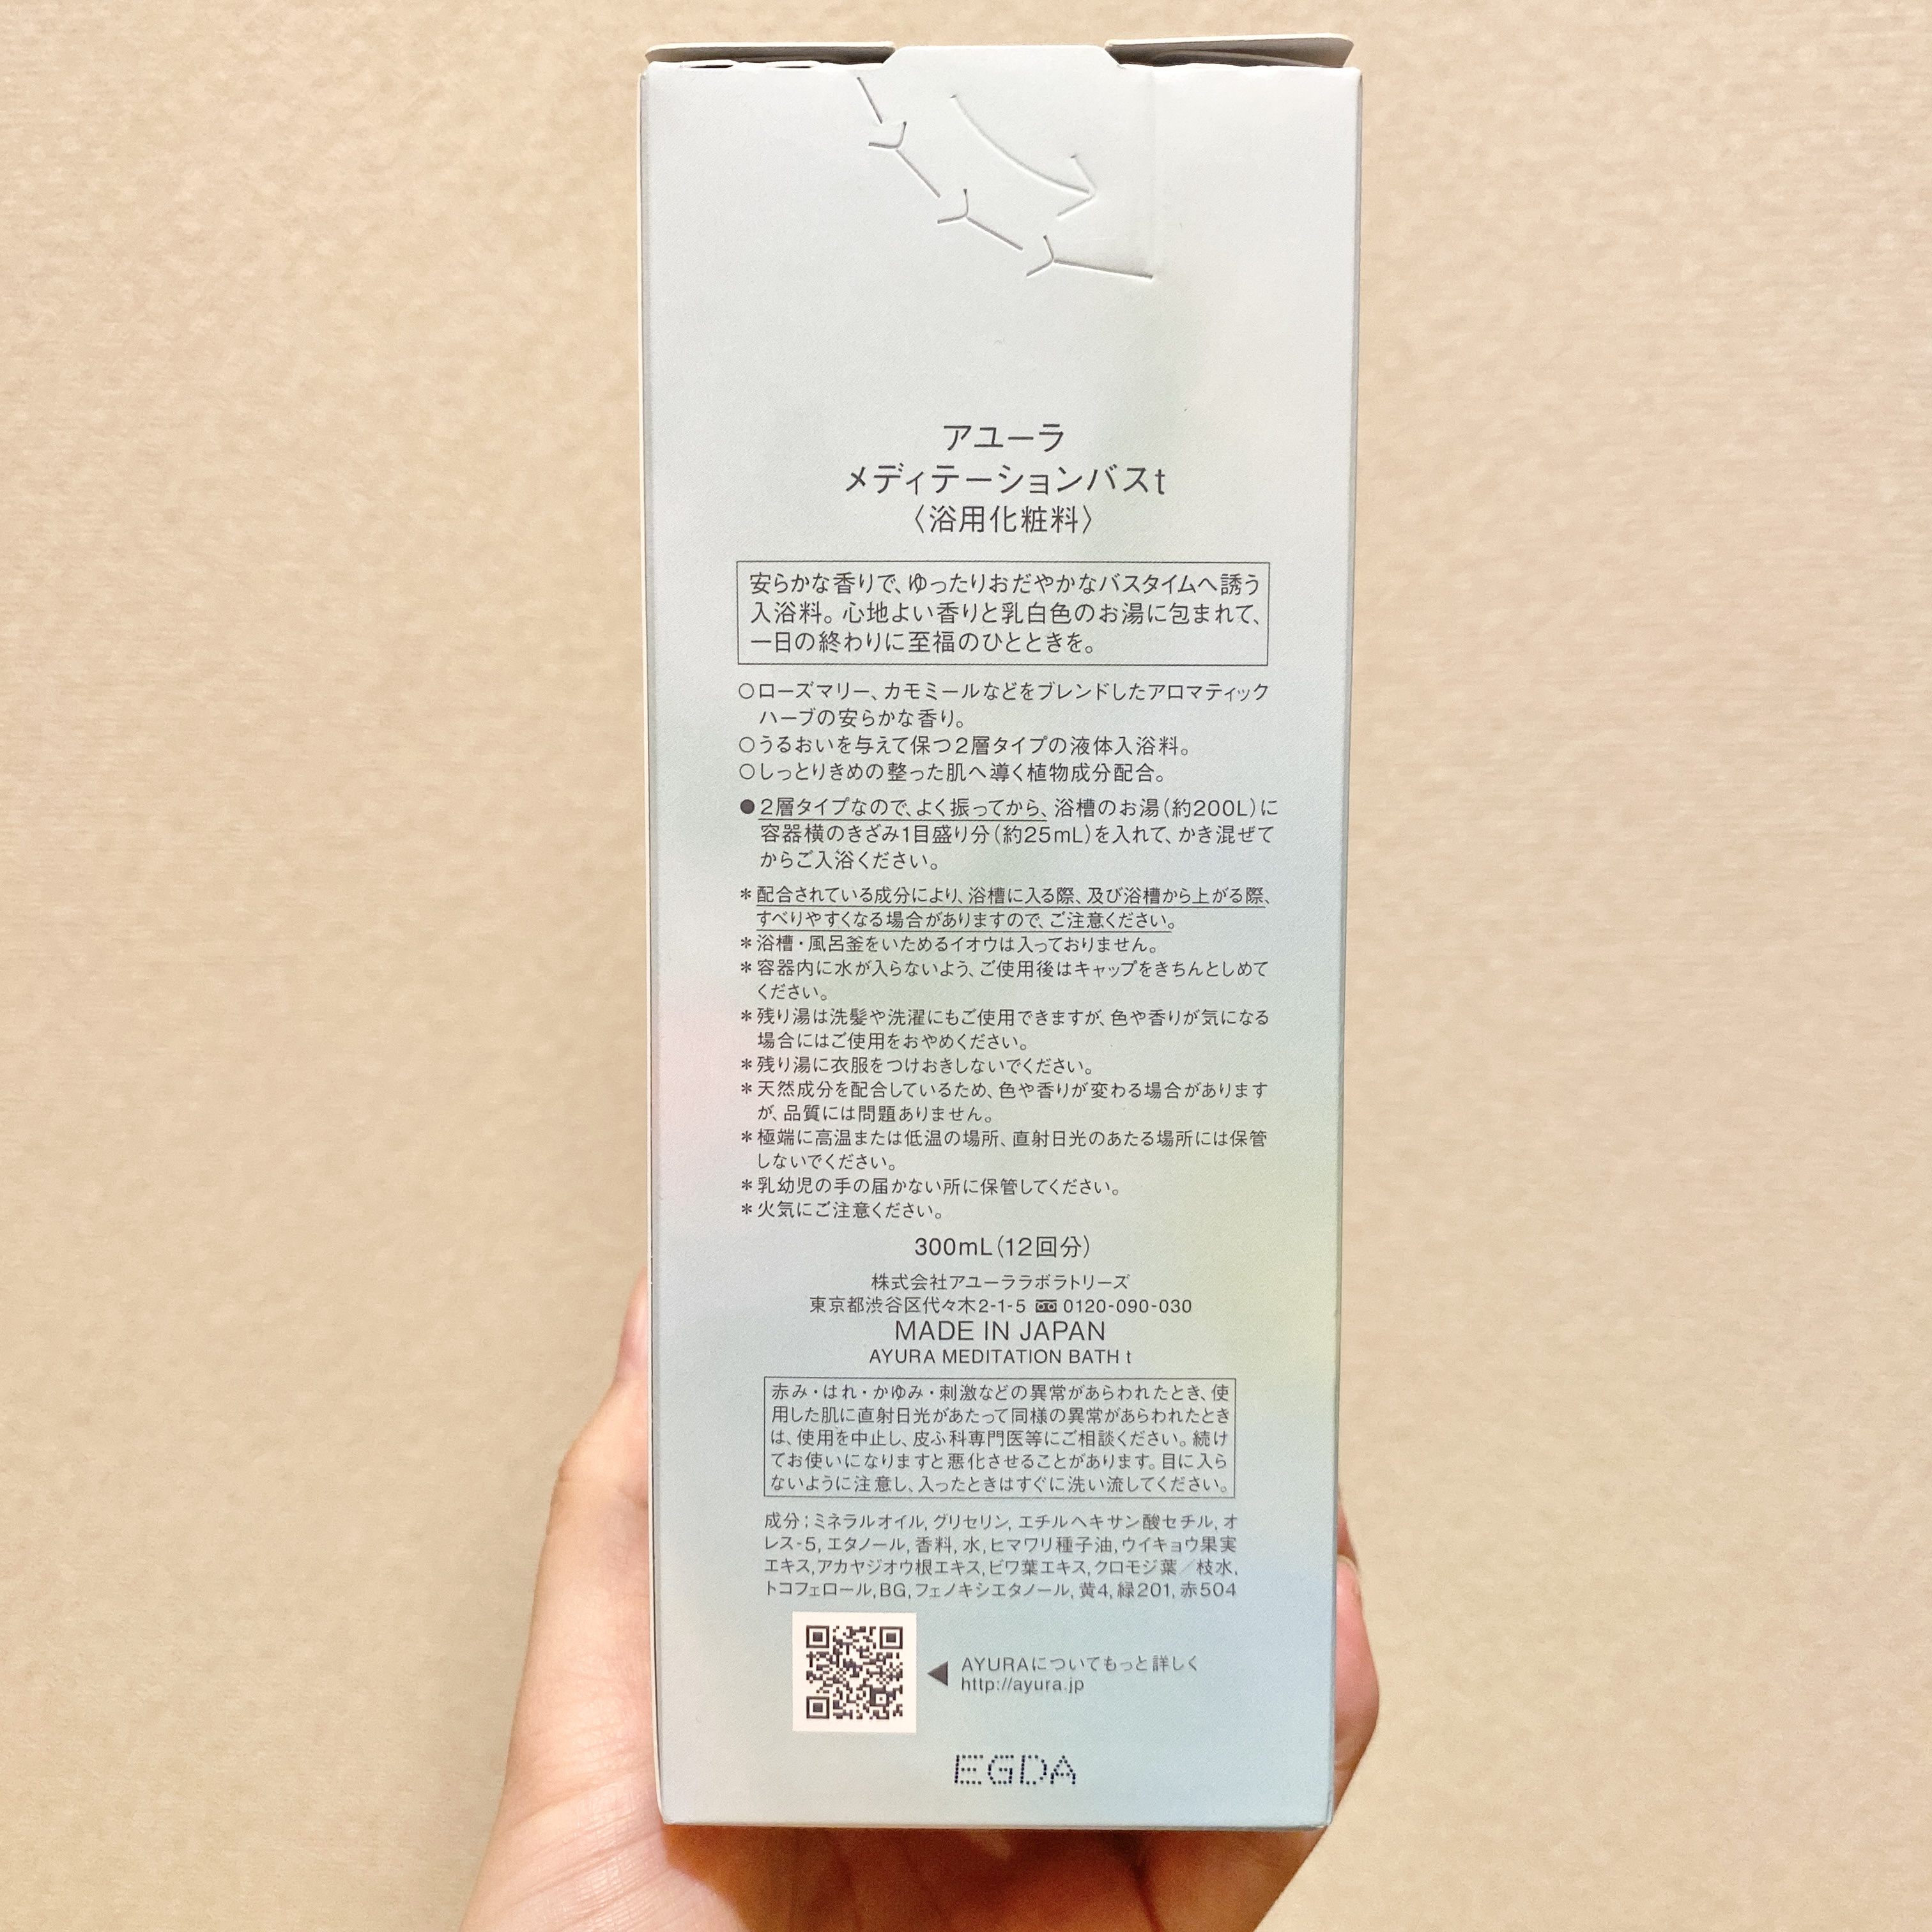 アユーラ
メディテーションバスt
〈浴用化粧料〉
安らかな香りで、ゆったりおだやかなバスタイムへ誘う
入浴料。心地よい香りと乳白色のお湯に包まれて、
一日の終わりに至福のひとときを。
○ローズマリー、カモミールなどをブレンドしたアロマティック
ハーブの安らかな香り。
○うるおいを与えて保つ2層タイプの液体入浴料。
○しっとりきめの整った肌へ導く植物成分配合。
●2層タイプなので、よく振ってから、浴槽のお湯(約200L)に
容器横のきざみ1目盛り分(約25mL)を入れて、かき混ぜて
からご入浴ください。
＊配合されている成分により、浴槽に入る際、及び浴槽から上がる際、
すべりやすくなる場合がありますので、ご注意ください。
＊浴槽・風呂釜をいためるイオウは入っておりません。
＊容器内に水が入らないよう、ご使用後はキャップをきちんとしめて
ください。
＊残り湯は洗髪や洗濯にもご使用できますが、色や香りが気になる
場合にはご使用をおやめください。
＊残り湯に衣服をつけおきしないでください。
＊天然成分を配合しているため、色や香りが変わる場合があります
が、品質には問題ありません。
＊極端に高温または低温の場所、直射日光のあたる場所には保管
しないでください。
＊乳幼児の手の届かない所に保管してください。
＊火気にご注意ください。
300mL(12回分)
株式会社アユーララボラトリーズ
東京都渋谷区代々木2-1-5 0120-090-030
MADE IN JAPAN
AYURA MEDITATION BATH t
赤み・はれ・かゆみ・刺激などの異常があらわれたとき、使
用した肌に直射日光があたって同様の異常があらわれたとき
は、使用を中止し、皮ふ科専門医等にご相談ください。続け
てお使いになりますと悪化させることがあります。目に入ら
ないように注意し、入ったときはすぐに洗い流してください。
成分；ミネラルオイル, グリセリン, エチルヘキサン酸セチル, オ
レス-5, エタノール, 香料, 水, ヒマワリ種子油, ウイキョウ果実
エキス, アカヤジオウ根エキス, ビワ葉エキス, クロモジ葉／枝水,
トコフェロール, BG, フェノキシエタノール, 黄4, 緑201, 赤504
◀ AYURAについてもっと詳しく
http://ayura.jp
EGDA